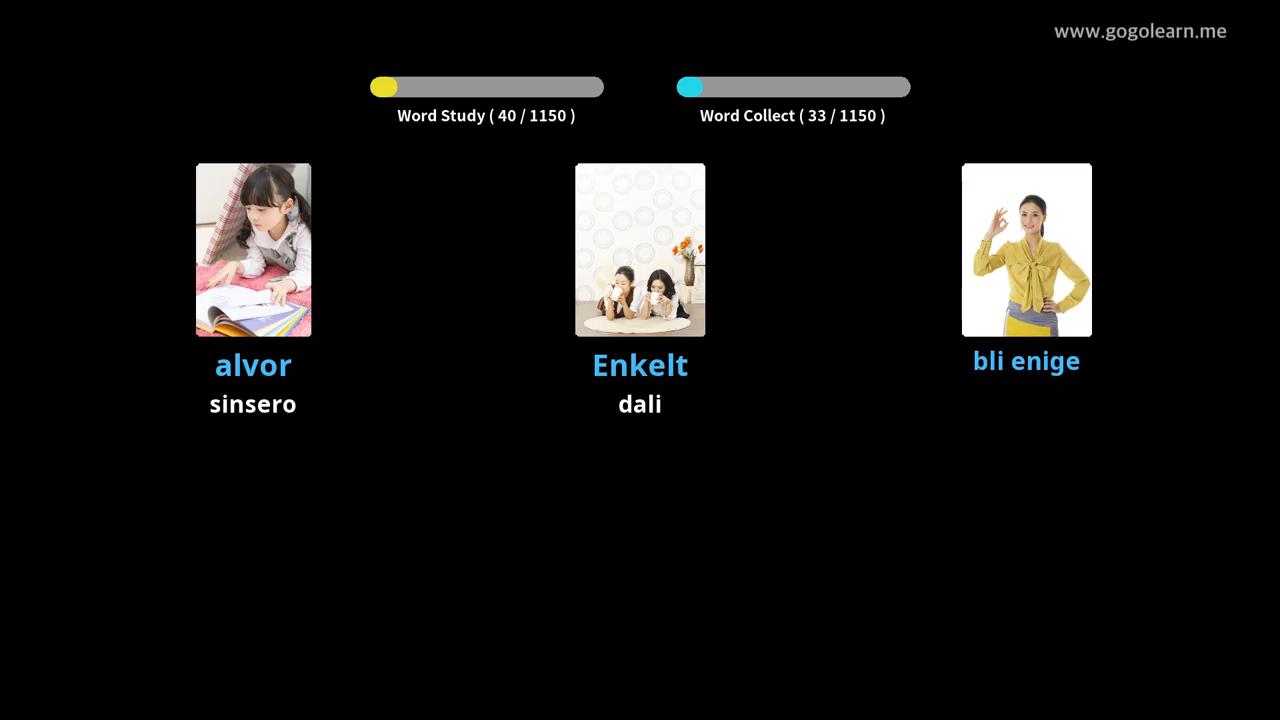 www.gogolearn.me
Word Study ( 40 / 1150 )
Word Collect ( 33 / 1150 )
alvor
sinsero
Enkelt
dali
bli enige